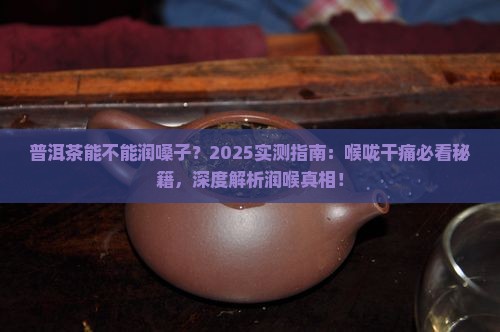 普洱茶能不能润嗓子？2025实测指南：喉咙干痛必看秘
籍，深度解析润喉真相！